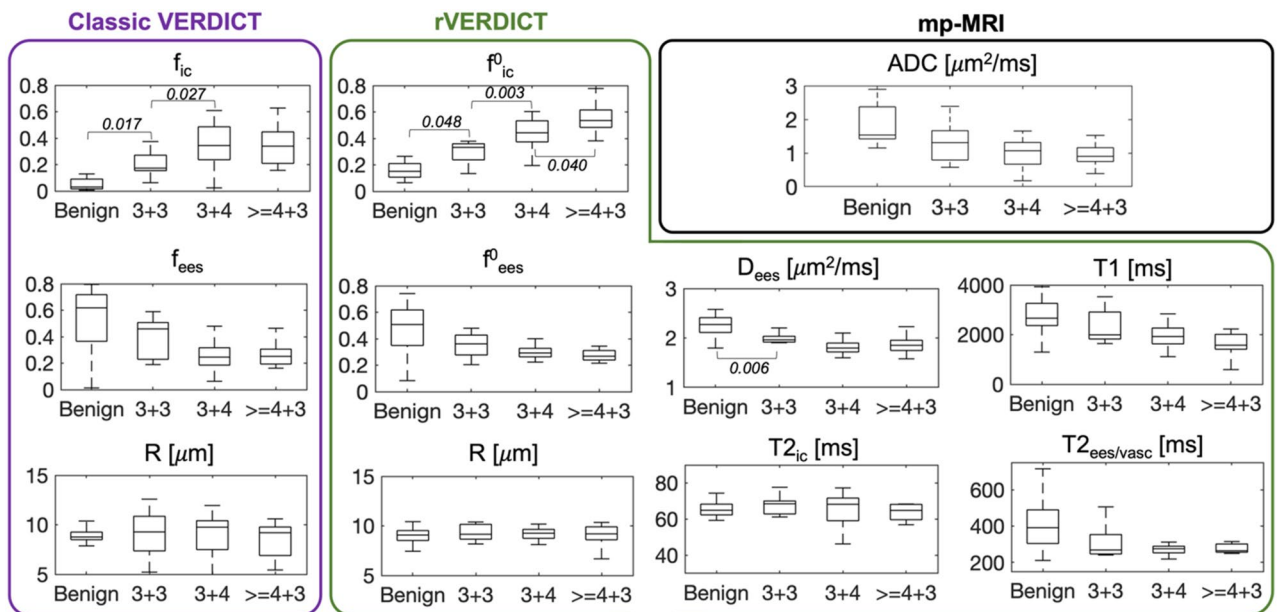 Classic VERDICT
rVERDICT
mp-MRI
f_ic
0.8
0.6
0.4
0.2
0
0.017
0.027
Benign 3+3 3+4 >=4+3
f⁰_ic
0.8
0.6
0.4
0.2
0
0.048
0.003
0.040
Benign 3+3 3+4 >=4+3
ADC [μm²/ms]
3
2
1
0
Benign 3+3 3+4 >=4+3
f_ees
0.8
0.6
0.4
0.2
0
Benign 3+3 3+4 >=4+3
f⁰_ees
0.8
0.6
0.4
0.2
0
Benign 3+3 3+4 >=4+3
D_ees [μm²/ms]
3
2
1
0.006
Benign 3+3 3+4 >=4+3
T1 [ms]
4000
2000
0
Benign 3+3 3+4 >=4+3
R [μm]
15
10
5
Benign 3+3 3+4 >=4+3
R [μm]
15
10
5
Benign 3+3 3+4 >=4+3
T2_ic [ms]
80
60
40
Benign 3+3 3+4 >=4+3
T2_ees/vasc [ms]
600
400
200
Benign 3+3 3+4 >=4+3